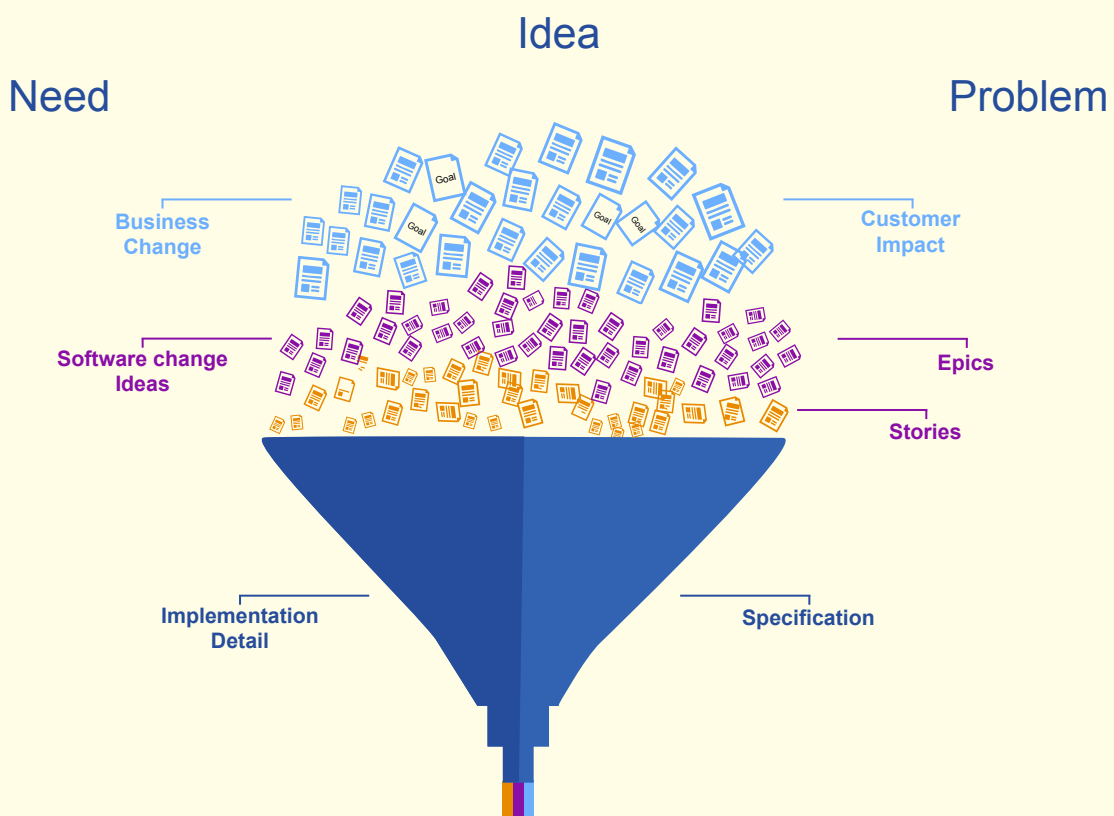 Idea
Need
Problem
Goal
Goal
Goal
Goal
Business
Change
Customer
Impact
Software change
Ideas
Epics
Stories
Implementation
Detail
Specification